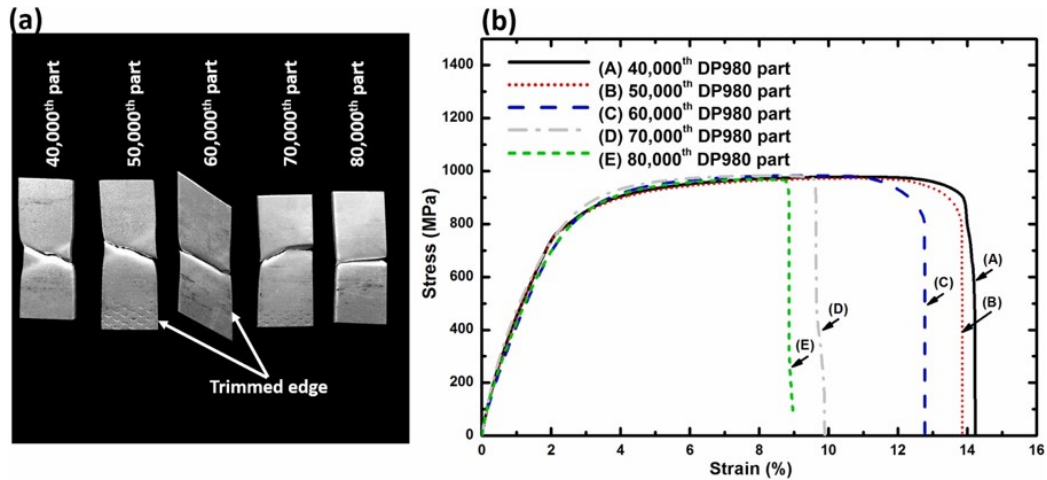 (a)
40,000th part
50,000th part
60,000th part
70,000th part
80,000th part
Trimmed edge
(b)
Stress (MPa)
1400
1200
1000
800
600
400
200
0
(A) 40,000th DP980 part
(B) 50,000th DP980 part
(C) 60,000th DP980 part
(D) 70,000th DP980 part
(E) 80,000th DP980 part
(A)
(C)
(B)
(D)
(E)
0 2 4 6 8 10 12 14 16
Strain (%)